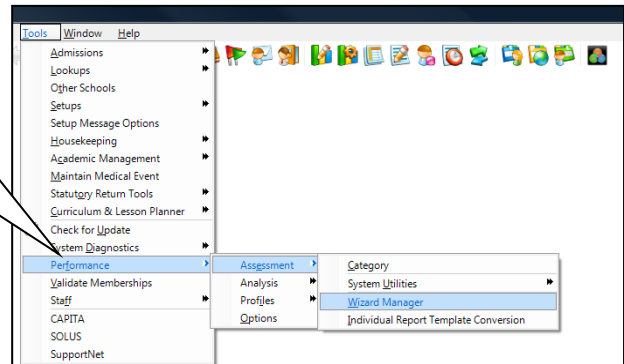 Tools Window Help
Admissions
Lookups
Other Schools
Setups
Setup Message Options
Housekeeping
Academic Management
Maintain Medical Event
Statutory Return Tools
Curriculum & Lesson Planner
Check for Update
System Diagnostics
Performance
Validate Memberships
Staff
CAPITA
SOLUS
SupportNet
Assessment
Analysis
Profiles
Options
Category
System Utilities
Wizard Manager
Individual Report Template Conversion